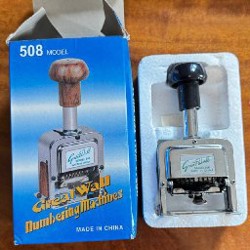 508 MODEL
Great Wall
Numbering Machines
MADE IN CHINA